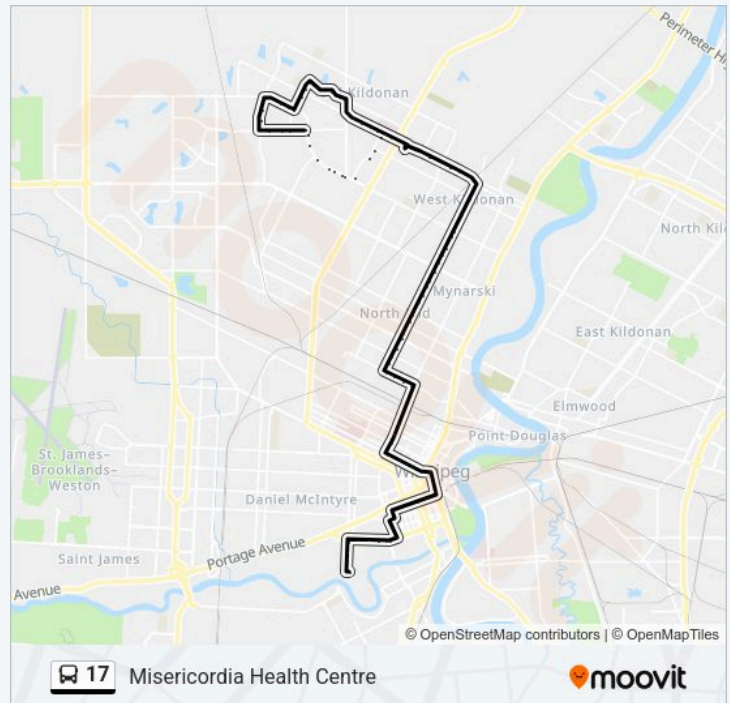 Perimeter H
Kildonan
West Kildonan
North Kil
Mynarski
North End
East Kildonan
Elmwood
Point Douglas
St. James–
Brooklands–
Weston
Winnipeg
Daniel McIntyre
Portage Avenue
Saint James
Avenue
© OpenStreetMap contributors | © OpenMapTiles
17 Misericordia Health Centre
moovit